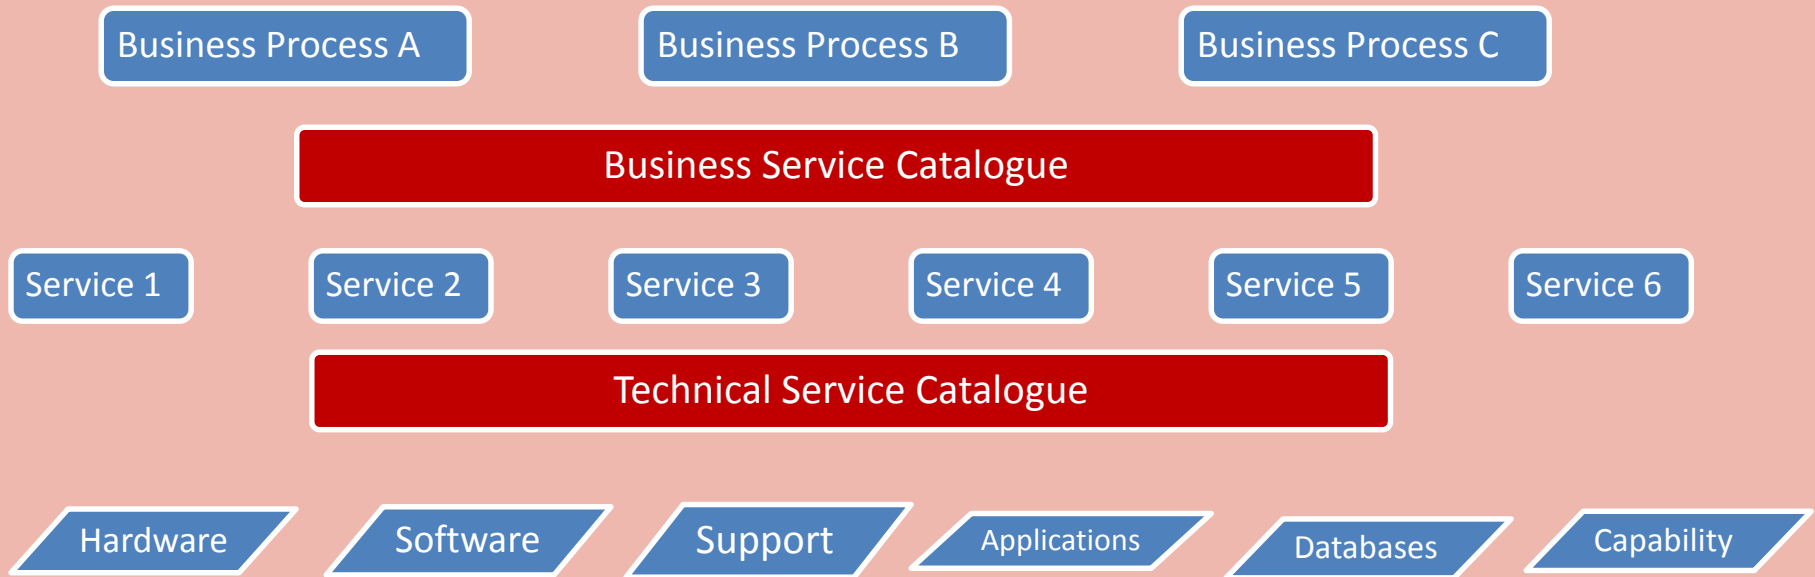 Business Process A
Business Process B
Business Process C
Business Service Catalogue
Service 1
Service 2
Service 3
Service 4
Service 5
Service 6
Technical Service Catalogue
Hardware
Software
Support
Applications
Databases
Capability